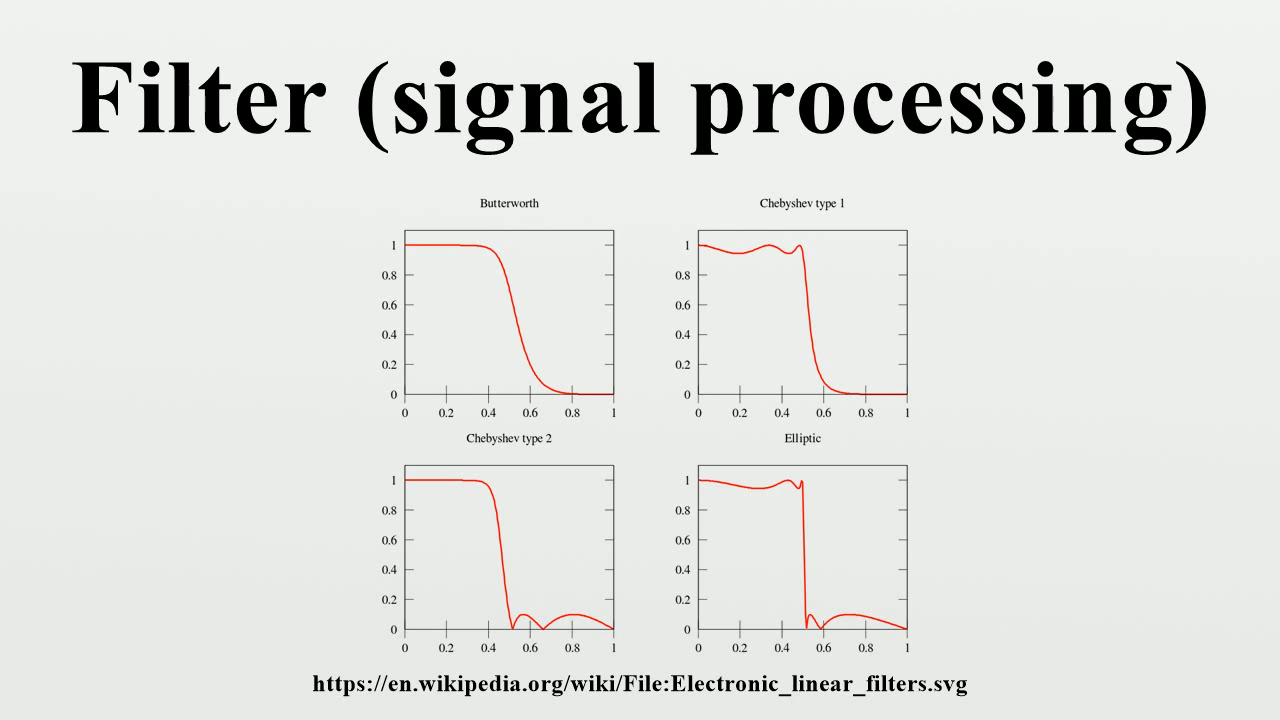 Filter (signal processing)
Butterworth
Chebyshev type 1
1
0.8
0.6
0.4
0.2
0
0 0.2 0.4 0.6 0.8 1
1
0.8
0.6
0.4
0.2
0
0 0.2 0.4 0.6 0.8 1
Chebyshev type 2
Elliptic
1
0.8
0.6
0.4
0.2
0
0 0.2 0.4 0.6 0.8 1
1
0.8
0.6
0.4
0.2
0
0 0.2 0.4 0.6 0.8 1
https://en.wikipedia.org/wiki/File:Electronic_linear_filters.svg